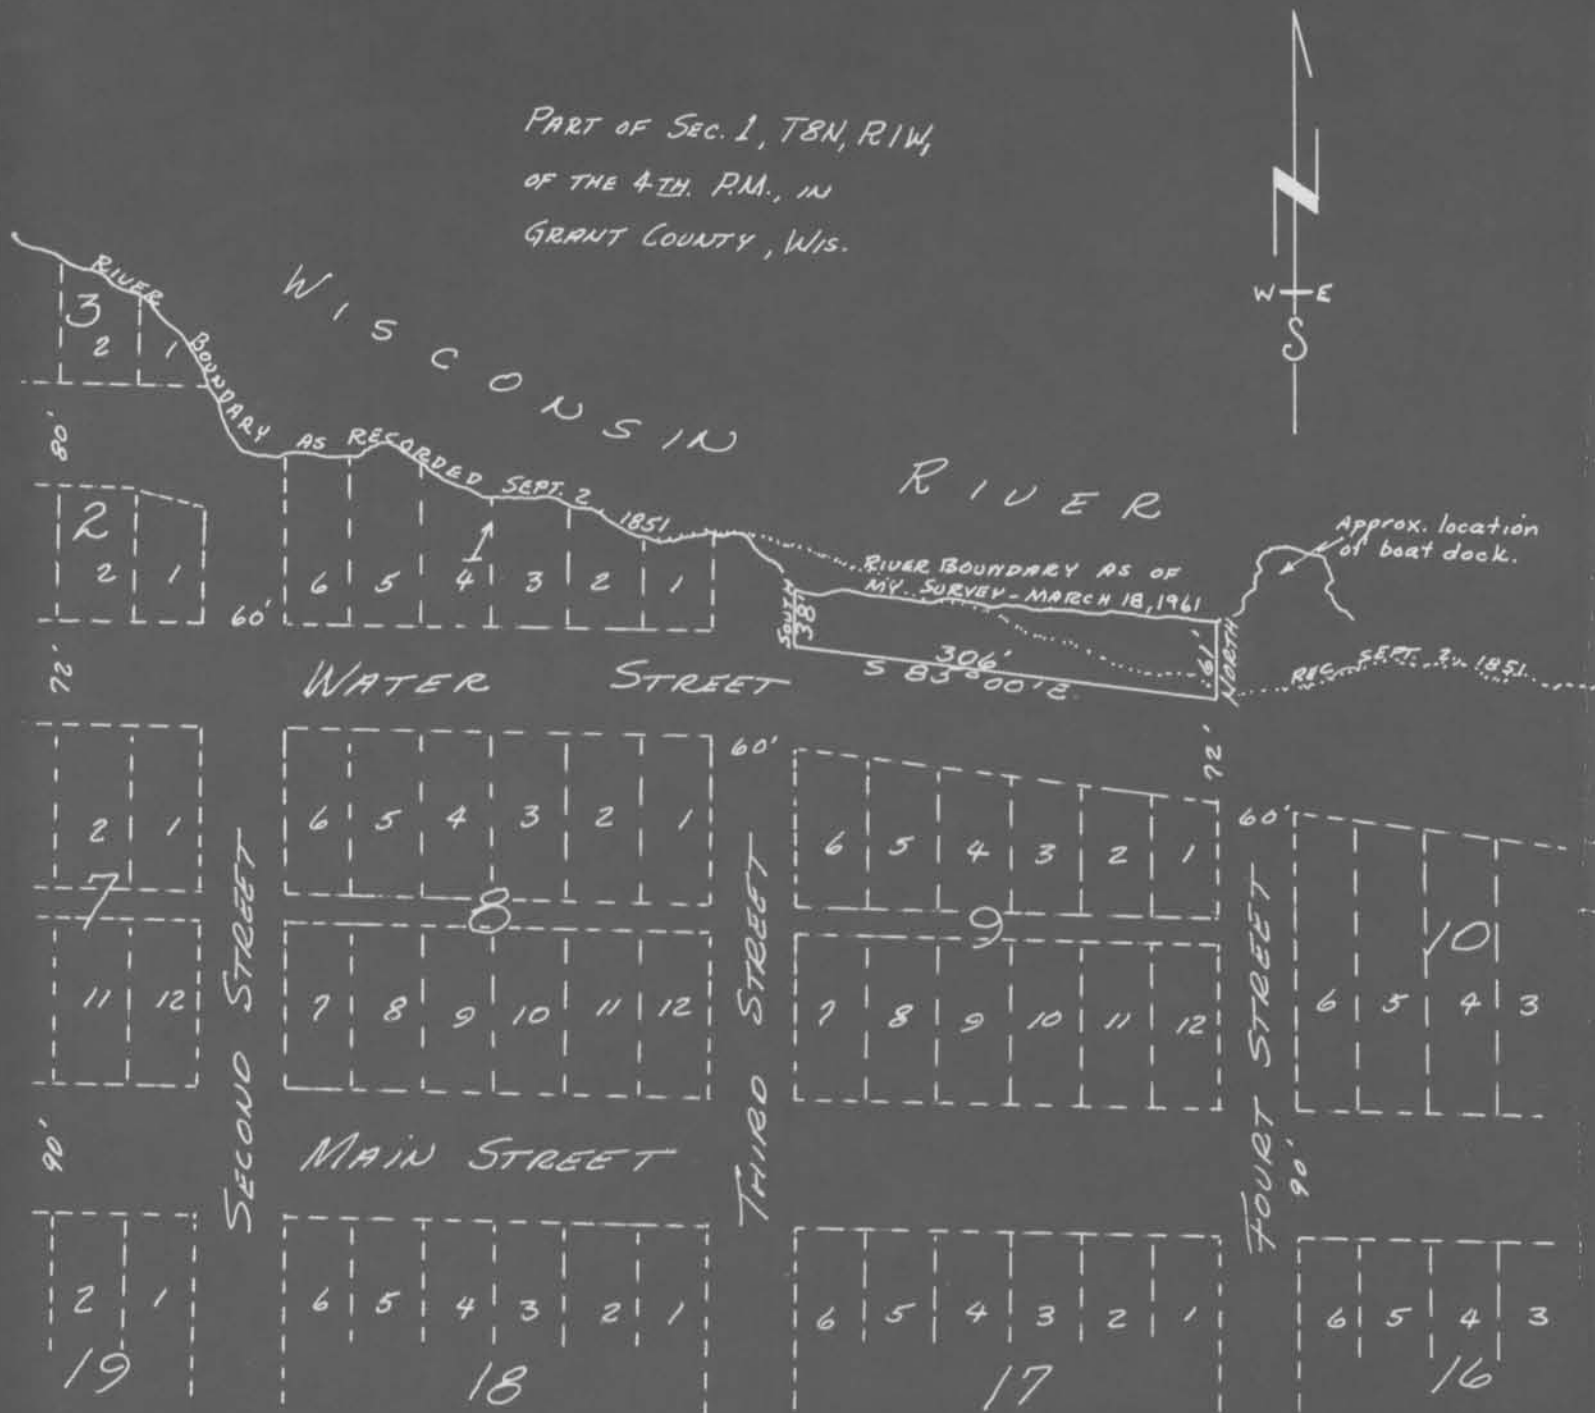 PART OF SEC. 1, T8N, R1W,
OF THE 4TH. P.M., IN
GRANT COUNTY, WIS.
W E
S
WISCONSIN RIVER
RIVER BOUNDARY AS RECORDED SEPT. 2 1851
3
2 1
80'
2
2 1
6 5 4 3 2 1
1
60'
Approx. location
of boat dock.
RIVER BOUNDARY AS OF
MY SURVEY - MARCH 18, 1961
SOUTH
38'
306'
S 83° 00' E
61'
NORTH
REC. SEPT. 2, 1851
72'
WATER STREET
60'
72'
60'
2 1
6 5 4 3 2 1
6 5 4 3 2 1
7
8
9
10
11 12
7 8 9 10 11 12
7 8 9 10 11 12
6 5 4 3
SECOND STREET
THIRD STREET
FOURT STREET
90'
MAIN STREET
90'
2 1
6 5 4 3 2 1
6 5 4 3 2 1
6 5 4 3
19
18
17
16